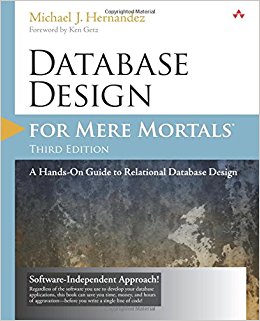 Michael J. Hernandez
Foreword by Ken Getz
DATABASE
DESIGN
FOR MERE MORTALS™
THIRD EDITION
A Hands-On Guide to Relational Database Design
Software-Independent Approach!
Regardless of the software you use to develop your database
applications, this book can save you time, money, and hours
of aggravation—before you write a single line of code!